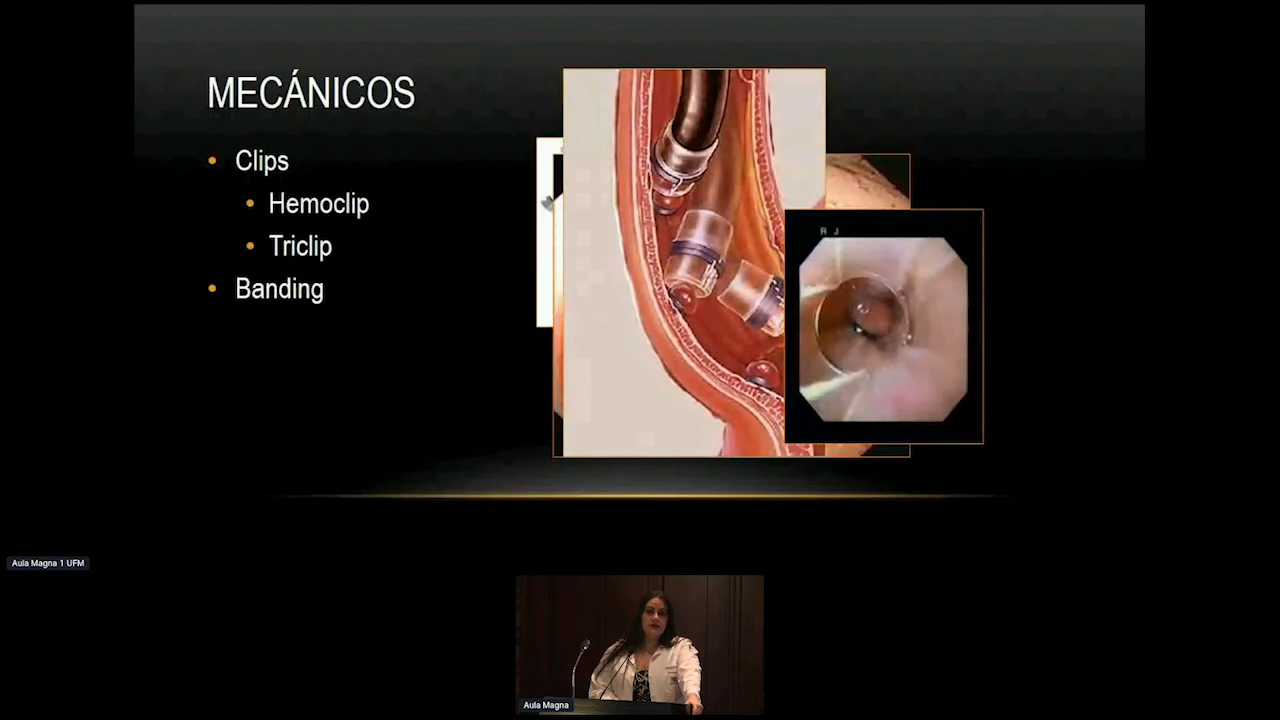 MECÁNICOS
• Clips
• Hemoclip
• Triclip
• Banding
R J
Aula Magna 1 UFM
Aula Magna